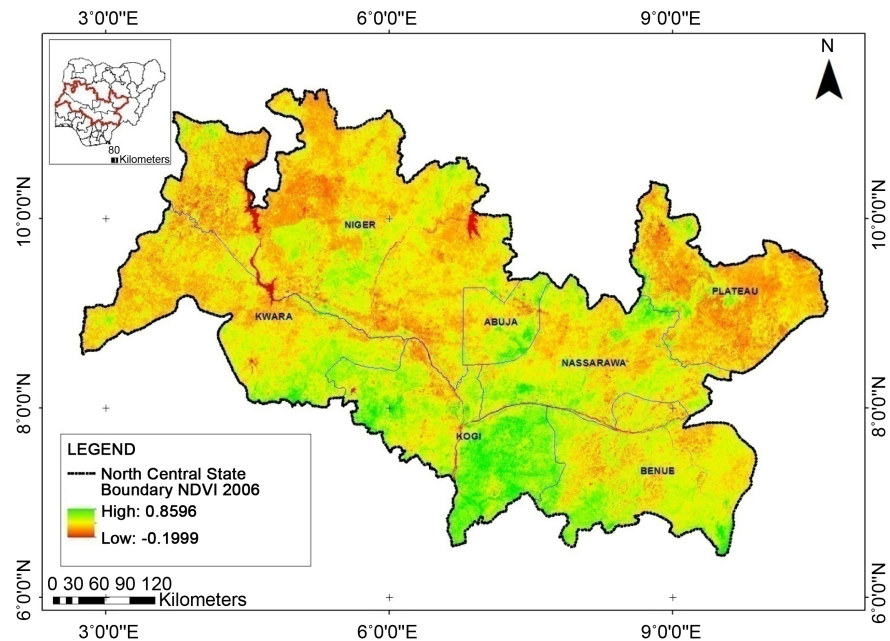 3°0'0"E 6°0'0"E 9°0'0"E
N
80
Kilometers
10°0'0"N 10°0'0"N
NIGER
PLATEAU
KWARA
ABUJA
NASSARAWA
8°0'0"N 8°0'0"N
KOGI
BENUE
LEGEND
North Central State
Boundary NDVI 2006
High: 0.8596
Low: -0.1999
0 30 60 90 120
Kilometers
6°0'0"N 6°0'0"N
3°0'0"E 6°0'0"E 9°0'0"E